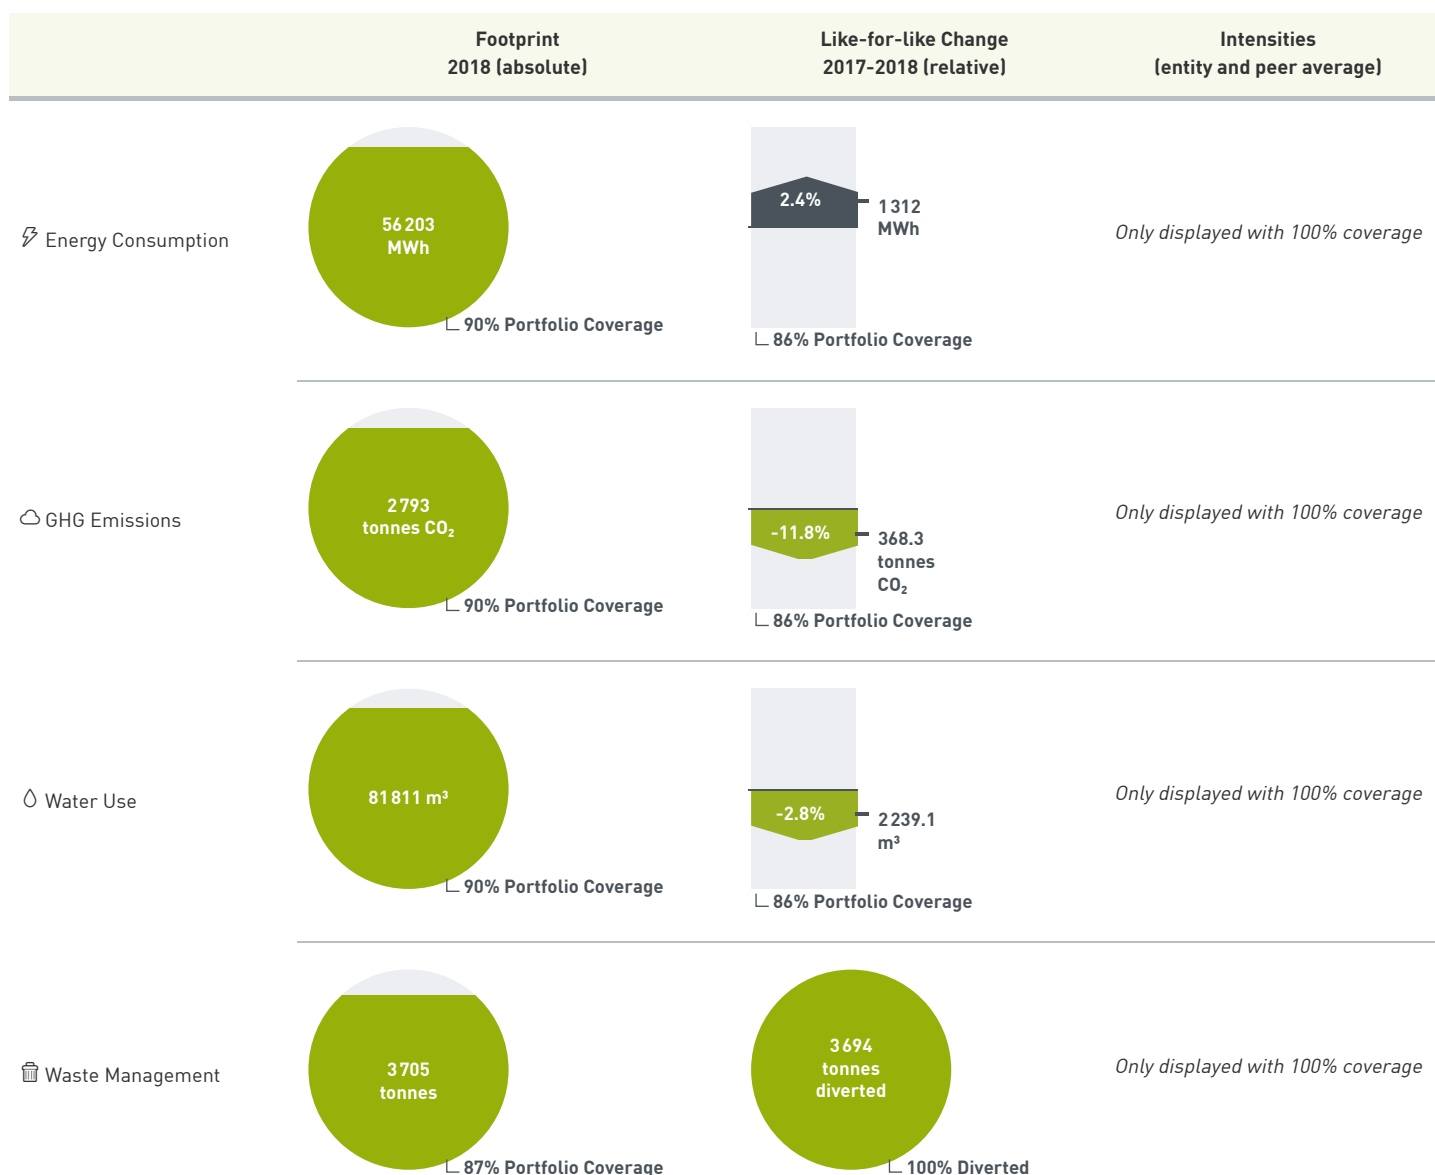 Footprint
2018 (absolute)
Like-for-like Change
2017-2018 (relative)
Intensities
(entity and peer average)
Energy Consumption
56 203
MWh
90% Portfolio Coverage
2.4%
1 312
MWh
86% Portfolio Coverage
Only displayed with 100% coverage
GHG Emissions
2 793
tonnes CO₂
90% Portfolio Coverage
-11.8%
368.3
tonnes
CO₂
86% Portfolio Coverage
Only displayed with 100% coverage
Water Use
81 811 m³
90% Portfolio Coverage
-2.8%
2 239.1
m³
86% Portfolio Coverage
Only displayed with 100% coverage
Waste Management
3 705
tonnes
87% Portfolio Coverage
3 694
tonnes
diverted
100% Diverted
Only displayed with 100% coverage